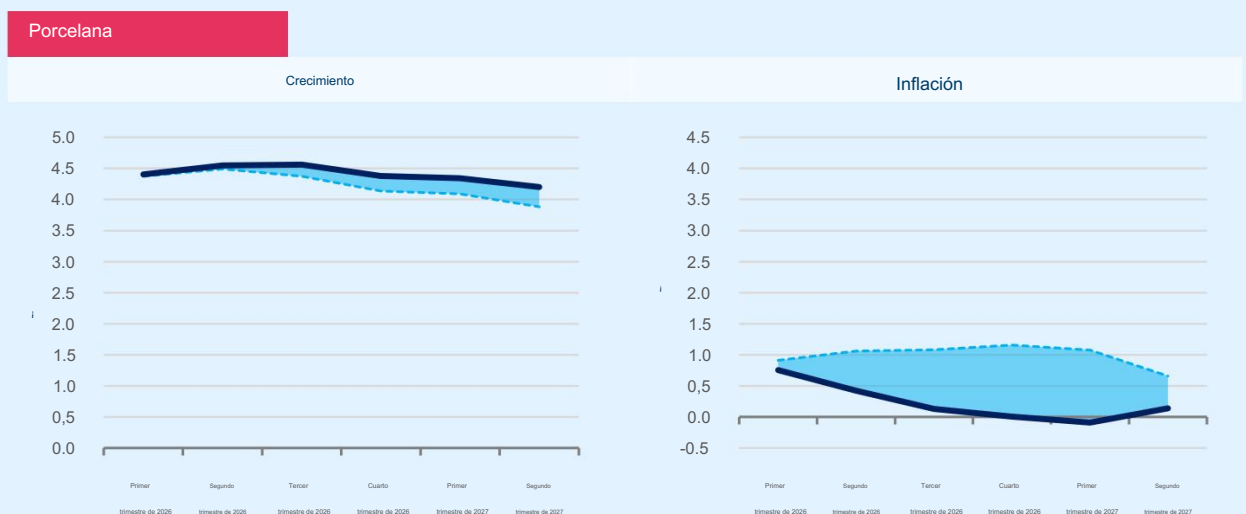 Porcelana
Crecimiento
Inflación
5.0
4.5
4.0
3.5
3.0
2.5
2.0
1.5
1.0
0,5
0.0
Primer
trimestre de 2026
Segundo
trimestre de 2026
Tercer
trimestre de 2026
Cuarto
trimestre de 2026
Primer
trimestre de 2027
Segundo
trimestre de 2027
4.5
4.0
3.5
3.0
2.5
2.0
1.5
1.0
0,5
0.0
-0.5
Primer
trimestre de 2026
Segundo
trimestre de 2026
Tercer
trimestre de 2026
Cuarto
trimestre de 2026
Primer
trimestre de 2027
Segundo
trimestre de 2027